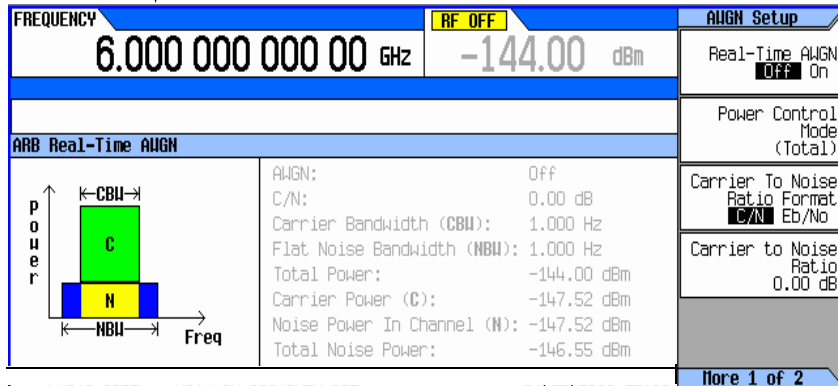 FREQUENCY
RF OFF
AWGN Setup
6.000 000 000 00 GHz
-144.00 dBm
Real-Time AWGN
Off On
Power Control
Mode
(Total)
ARB Real-Time AWGN
Carrier To Noise
Ratio Format
C/N Eb/No
Carrier to Noise
Ratio
0.00 dB
Power
CBW
C
N
NBW
Freq
AWGN: Off
C/N: 0.00 dB
Carrier Bandwidth (CBW): 1.000 Hz
Flat Noise Bandwidth (NBW): 1.000 Hz
Total Power: -144.00 dBm
Carrier Power (C): -147.52 dBm
Noise Power In Channel (N): -147.52 dBm
Total Noise Power: -146.55 dBm
More 1 of 2